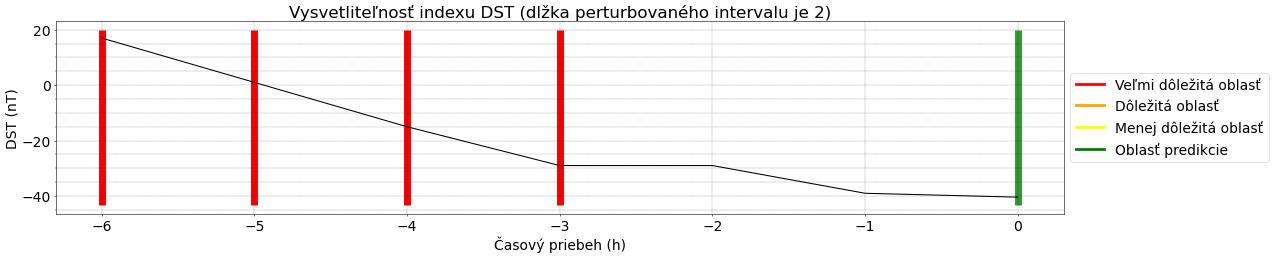 Vysvetliteľnosť indexu DST (dĺžka perturbovaného intervalu je 2)
DST (nT)
20
0
−20
−40
−6
−5
−4
−3
−2
−1
0
Časový priebeh (h)
Veľmi dôležitá oblasť
Dôležitá oblasť
Menej dôležitá oblasť
Oblasť predikcie